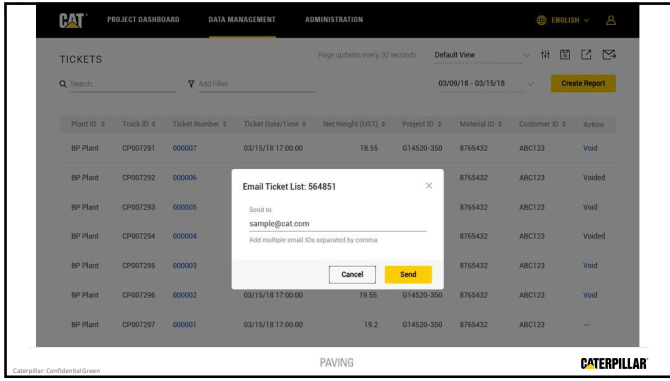 CAT PROJECT DASHBOARD DATA MANAGEMENT ADMINISTRATION ENGLISH
TICKETS Page updates every 30 seconds Default View
Search... Add Filter 03/09/18 - 03/15/18 Create Report
Plant ID Truck ID Ticket Number Ticket Date/Time Net Weight (UST) Project ID Material ID Customer ID Action
BP Plant CP007291 000007 03/15/18 17:00:00 18.55 G14520-350 8765432 ABC123 Void
BP Plant CP007292 000006 8765432 ABC123 Voided
Email Ticket List: 564851
BP Plant CP007293 000005 8765432 ABC123 Void
Send to
sample@cat.com
BP Plant CP007294 000004 8765432 ABC123 Voided
Add multiple email IDs separated by comma
BP Plant CP007295 000003 8765432 ABC123 Void
Cancel Send
BP Plant CP007296 000002 03/15/18 17:00:00 19.55 G14520-350 8765432 ABC123 Void
BP Plant CP007297 000001 03/15/18 17:00:00 19.2 G14520-350 8765432 ABC123 --
PAVING CATERPILLAR
Caterpillar: Confidential Green